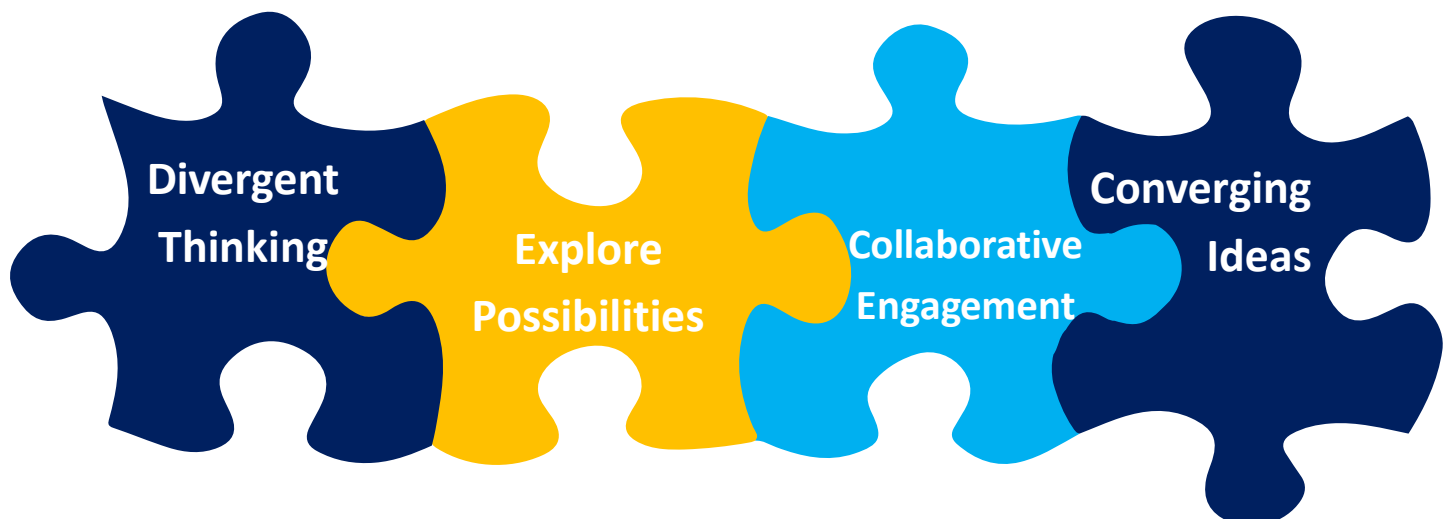 Divergent
Thinking
Explore
Possibilities
Collaborative
Engagement
Converging
Ideas